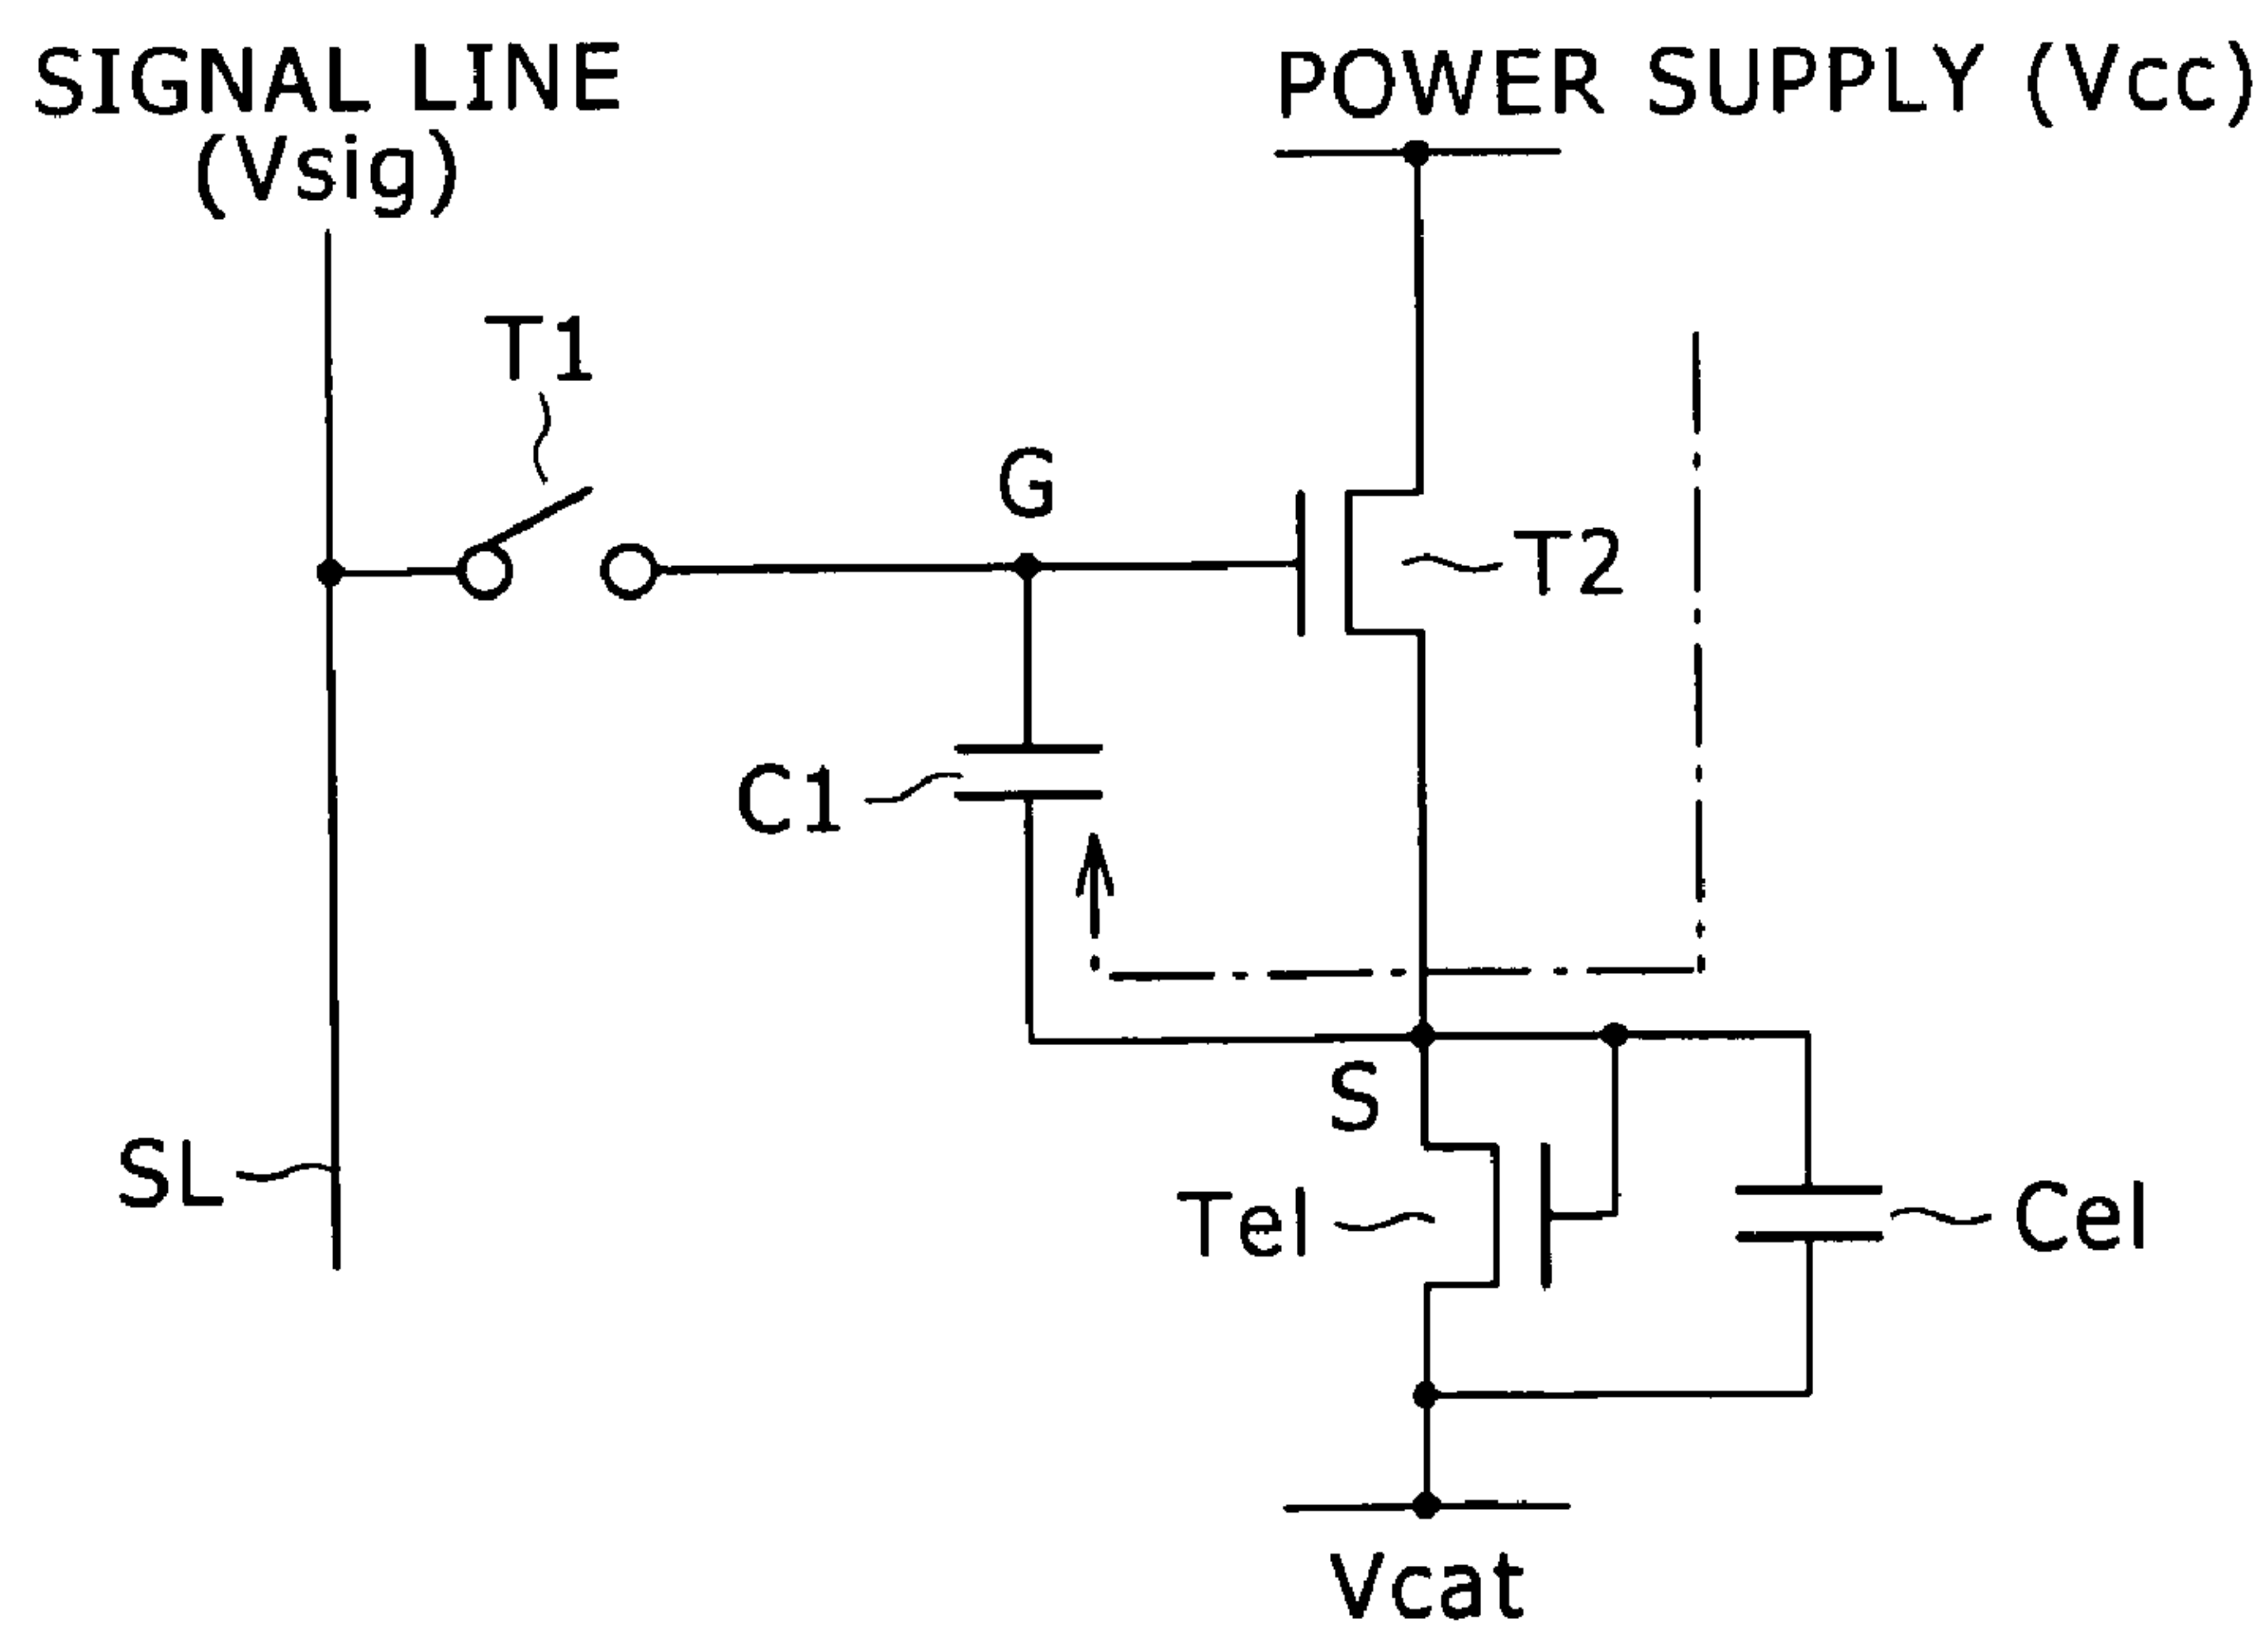 SIGNAL LINE
(Vsig)
POWER SUPPLY (Vcc)
T1
G
T2
C1
S
SL
Tel
Cel
Vcat